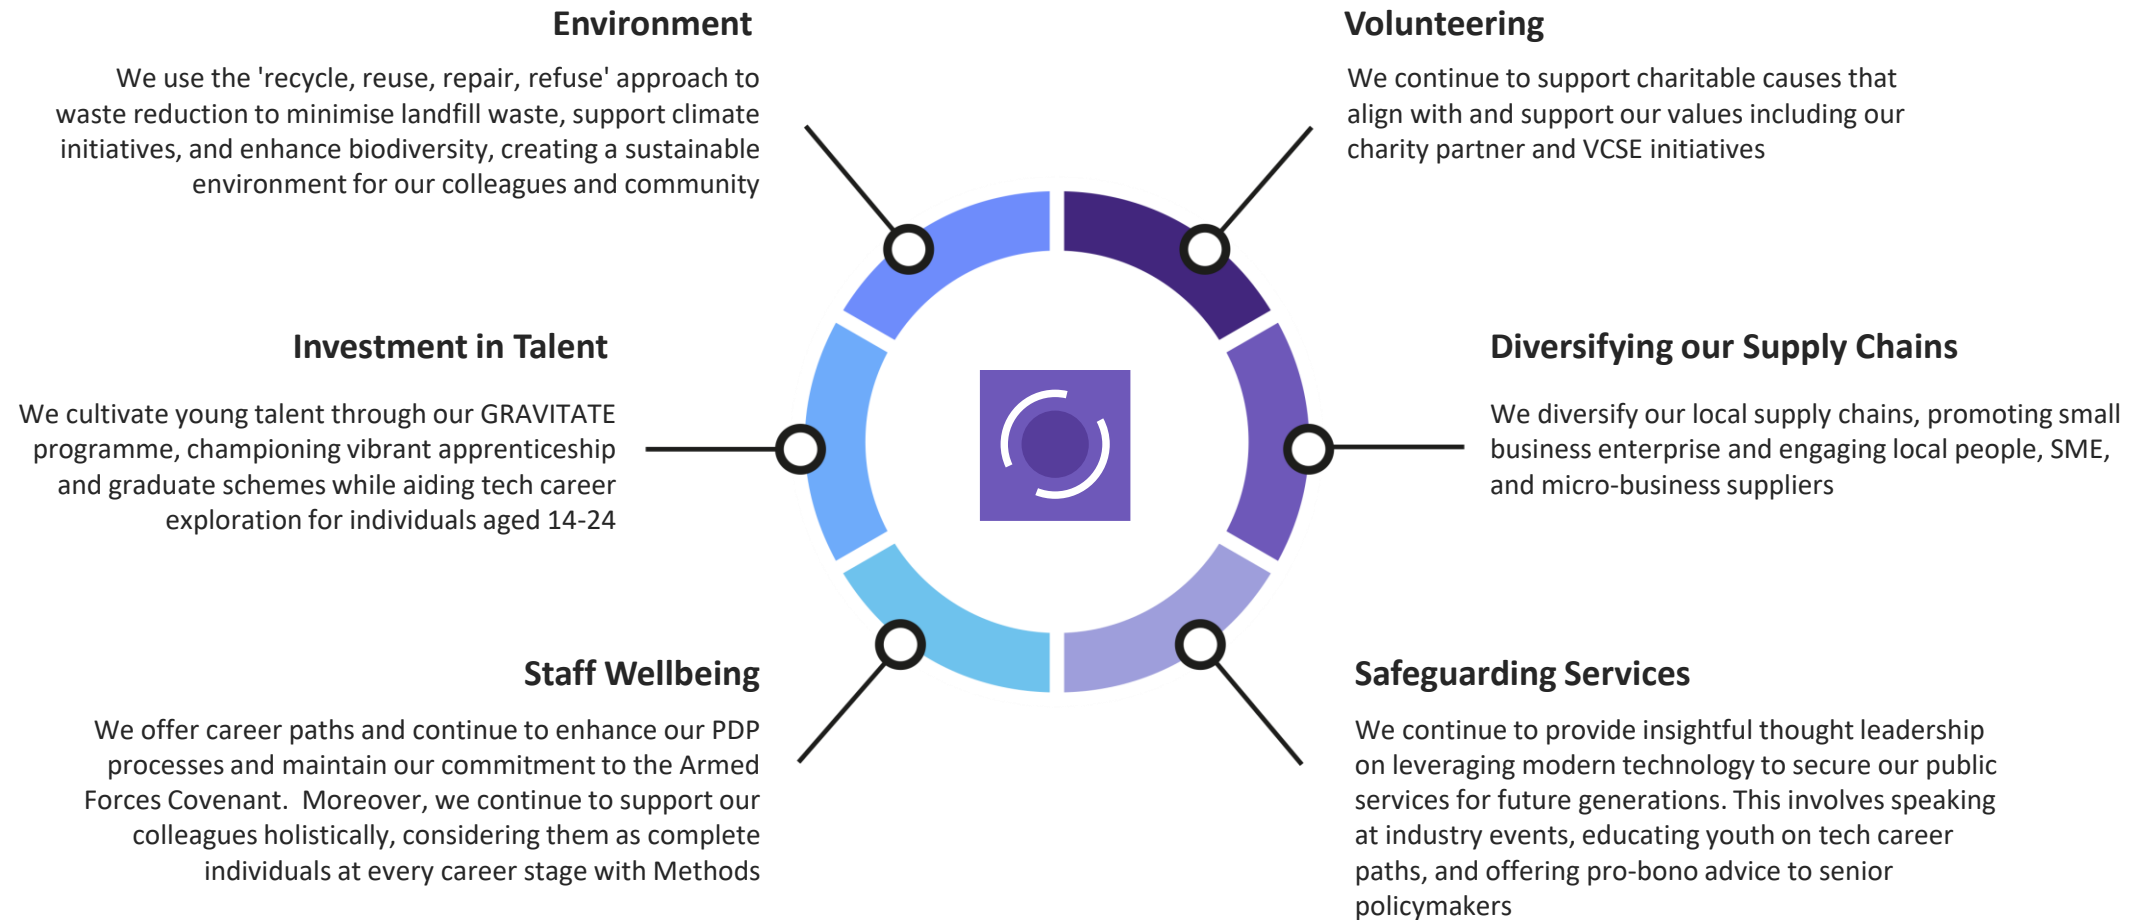 Environment
We use the 'recycle, reuse, repair, refuse' approach to
waste reduction to minimise landfill waste, support climate
initiatives, and enhance biodiversity, creating a sustainable
environment for our colleagues and community
Volunteering
We continue to support charitable causes that
align with and support our values including our
charity partner and VCSE initiatives
Investment in Talent
We cultivate young talent through our GRAVITATE
programme, championing vibrant apprenticeship
and graduate schemes while aiding tech career
exploration for individuals aged 14-24
Diversifying our Supply Chains
We diversify our local supply chains, promoting small
business enterprise and engaging local people, SME,
and micro-business suppliers
Staff Wellbeing
We offer career paths and continue to enhance our PDP
processes and maintain our commitment to the Armed
Forces Covenant.  Moreover, we continue to support our
colleagues holistically, considering them as complete
individuals at every career stage with Methods
Safeguarding Services
We continue to provide insightful thought leadership
on leveraging modern technology to secure our public
services for future generations. This involves speaking
at industry events, educating youth on tech career
paths, and offering pro-bono advice to senior
policymakers